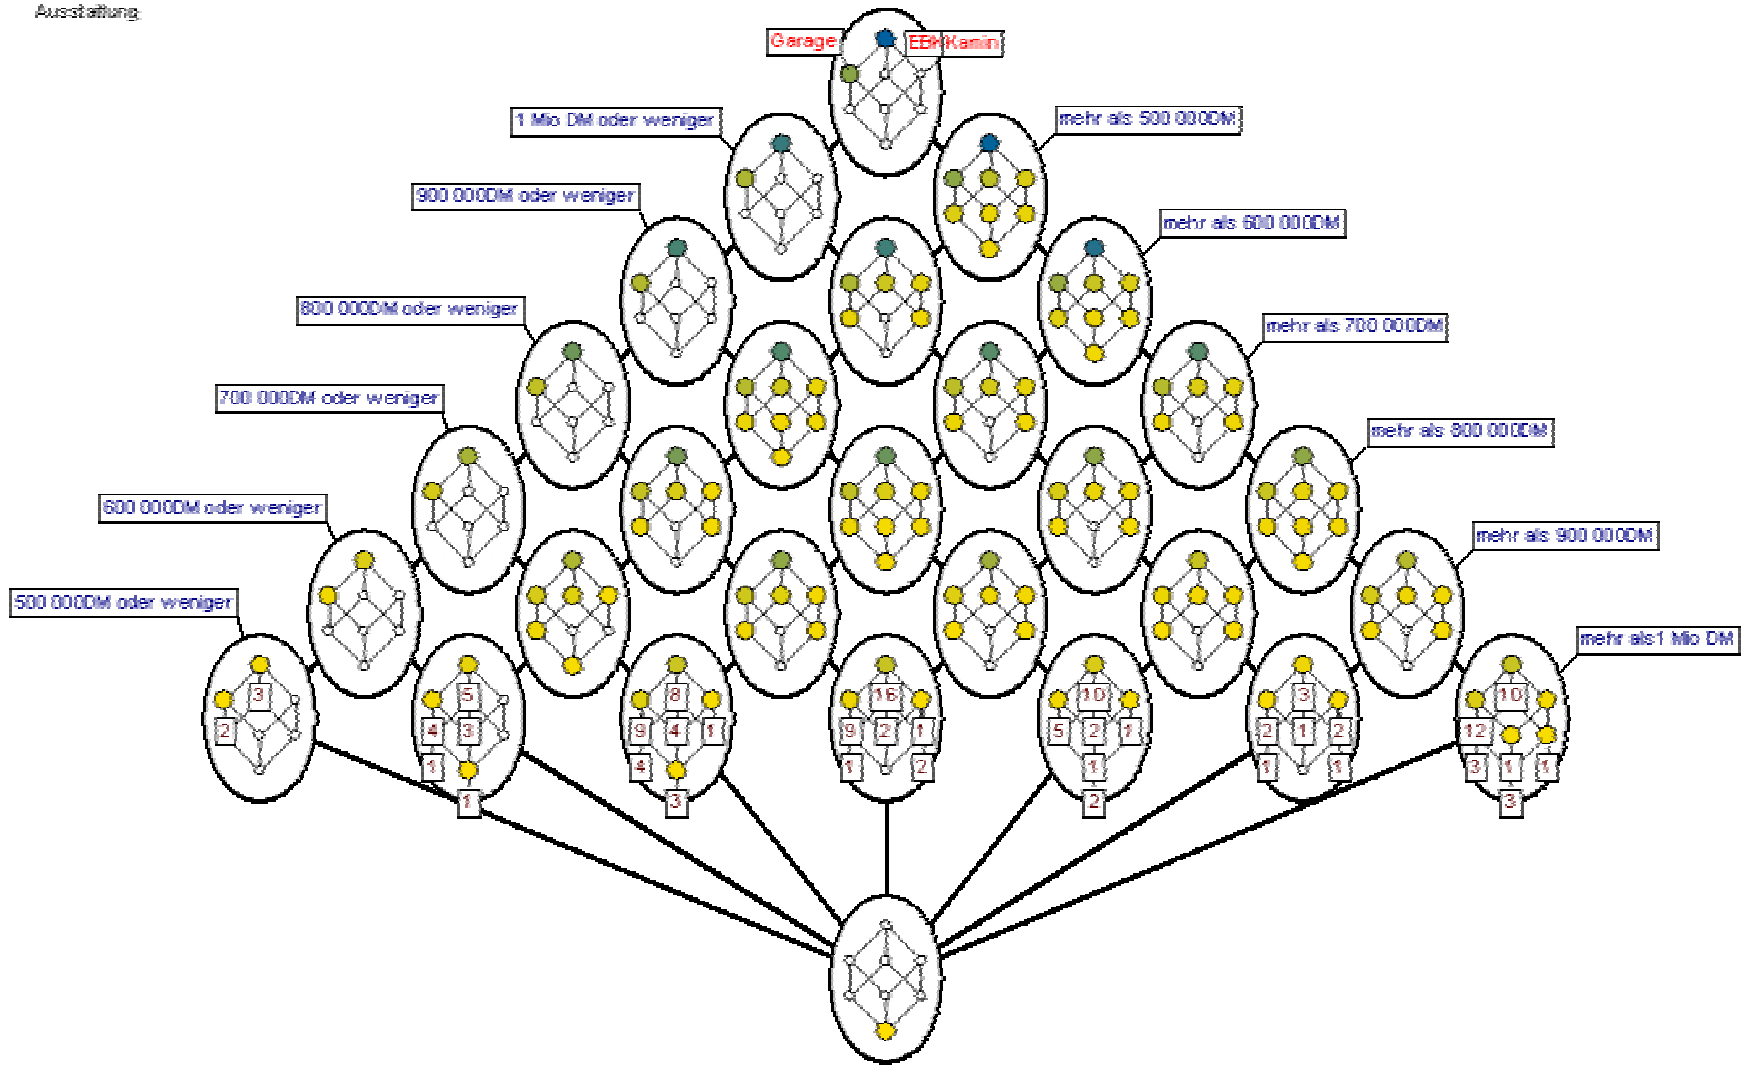 Ausstattung
Garage
EBK
Kamin
1 Mio DM oder weniger
mehr als 500 000DM
900 000DM oder weniger
mehr als 600 000DM
800 000DM oder weniger
mehr als 700 000DM
700 000DM oder weniger
mehr als 800 000DM
600 000DM oder weniger
mehr als 900 000DM
500 000DM oder weniger
mehr als1 Mio DM
3 5 8 16 10 3 10
2 4 3 9 4 1 9 2 1 5 2 1 2 1 2 12
1 4 1 2 1 1 1 3 1 1
1 3 2 3